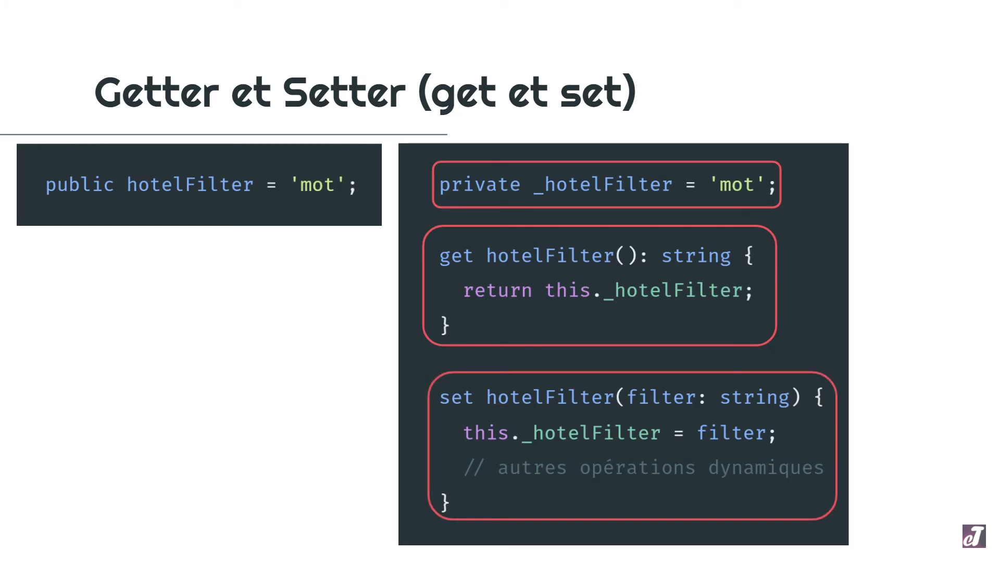 Getter et Setter (get et set)
public hotelFilter = 'mot';
private _hotelFilter = 'mot';
get hotelFilter(): string {
return this._hotelFilter;
}
set hotelFilter(filter: string) {
this._hotelFilter = filter;
// autres opérations dynamiques
}